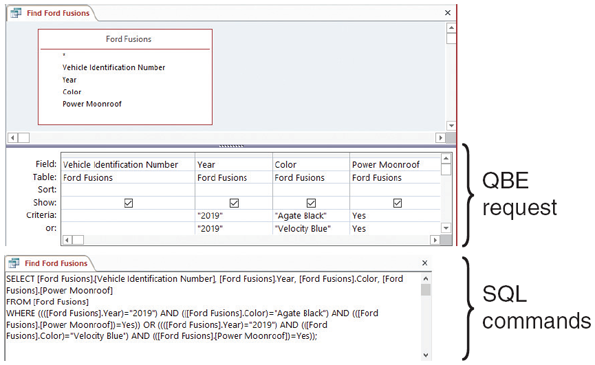 Find Ford Fusions
Ford Fusions
*
Vehicle Identification Number
Year
Color
Power Moonroof
Field: Vehicle Identification Number Year Color Power Moonroof
Table: Ford Fusions Ford Fusions Ford Fusions Ford Fusions
Sort:
Show:
Criteria: "2019" "Agate Black" Yes
or: "2019" "Velocity Blue" Yes
QBE
request
Find Ford Fusions
SELECT [Ford Fusions].[Vehicle Identification Number], [Ford Fusions].Year, [Ford Fusions].Color, [Ford
Fusions].[Power Moonroof]
FROM [Ford Fusions]
WHERE ((([Ford Fusions].Year)="2019") AND (([Ford Fusions].Color)="Agate Black") AND (([Ford
Fusions].[Power Moonroof])=Yes)) OR ((([Ford Fusions].Year)="2019") AND (([Ford
Fusions].Color)="Velocity Blue") AND (([Ford Fusions].[Power Moonroof])=Yes));
SQL
commands